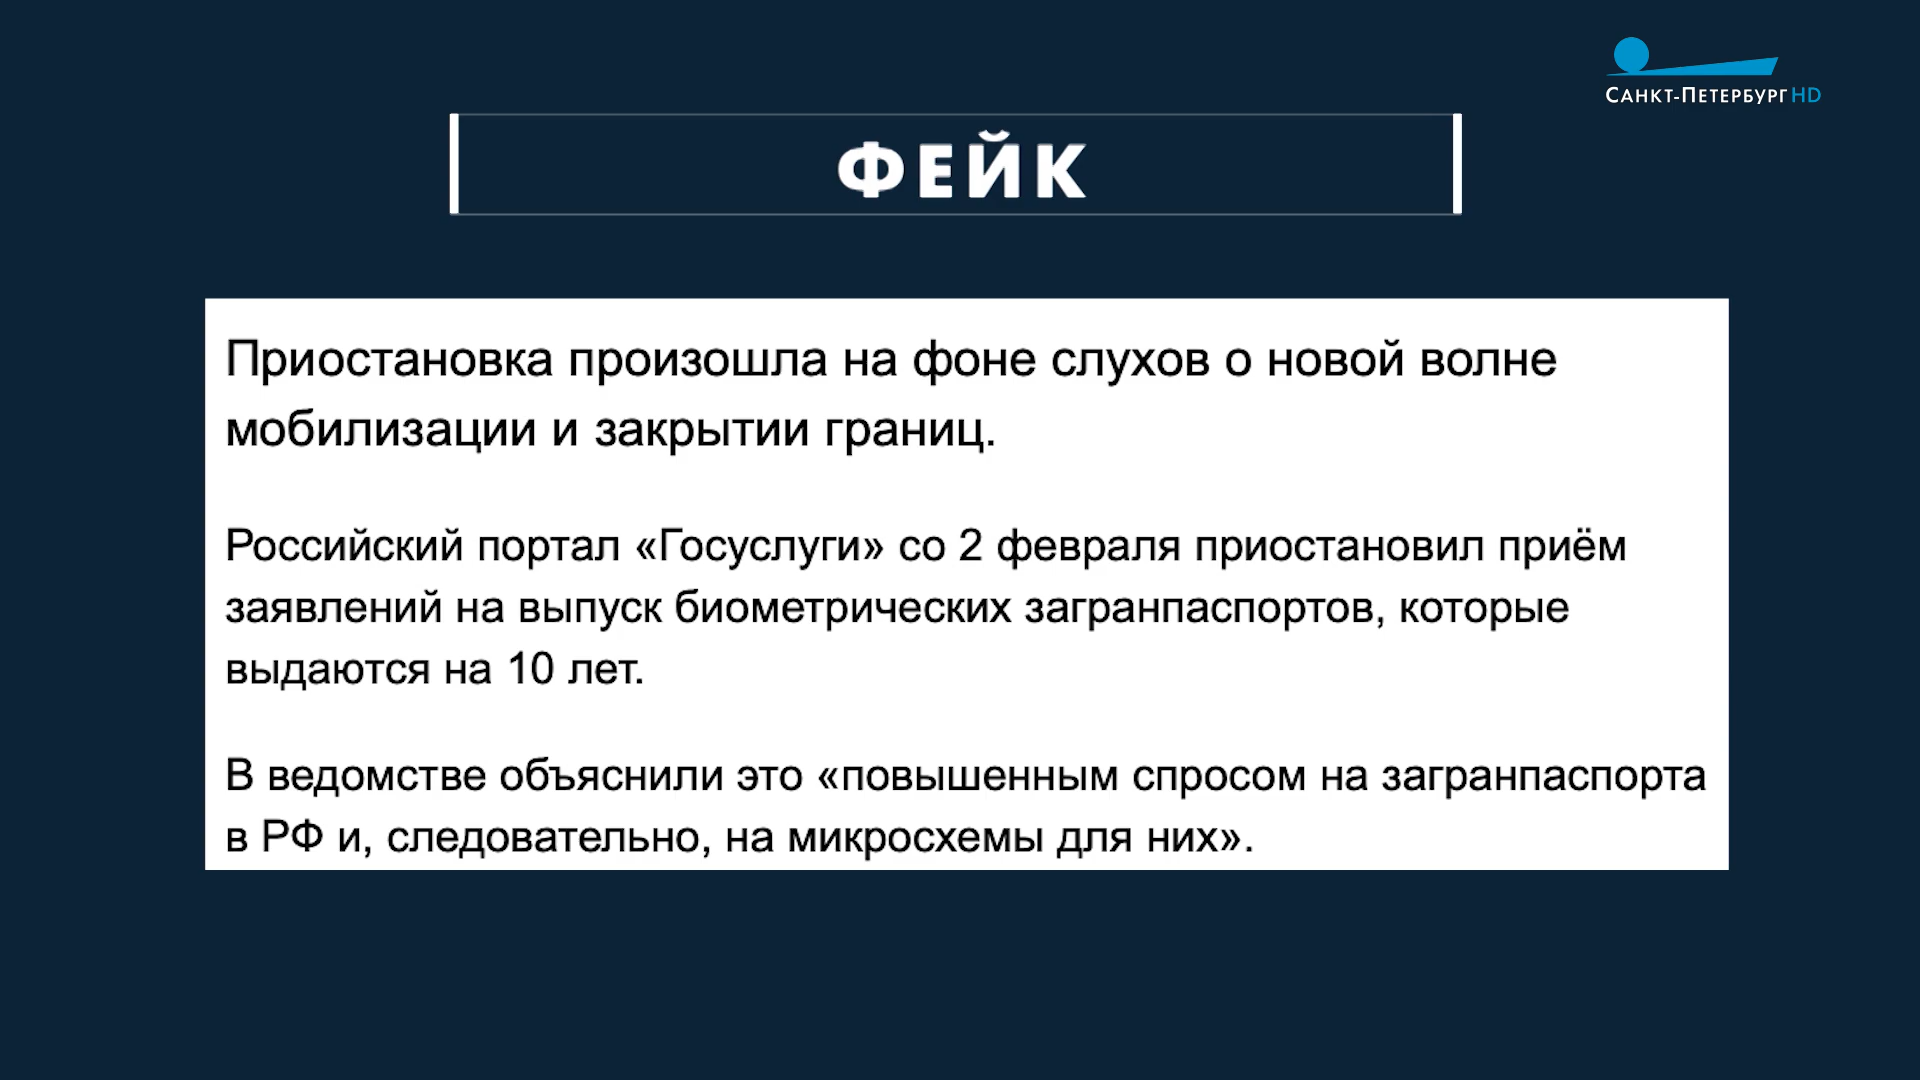 Санкт-Петербург HD
ФЕЙК
Приостановка произошла на фоне слухов о новой волне
мобилизации и закрытии границ.
Российский портал «Госуслуги» со 2 февраля приостановил приём
заявлений на выпуск биометрических загранпаспортов, которые
выдаются на 10 лет.
В ведомстве объяснили это «повышенным спросом на загранпаспорта
в РФ и, следовательно, на микросхемы для них».